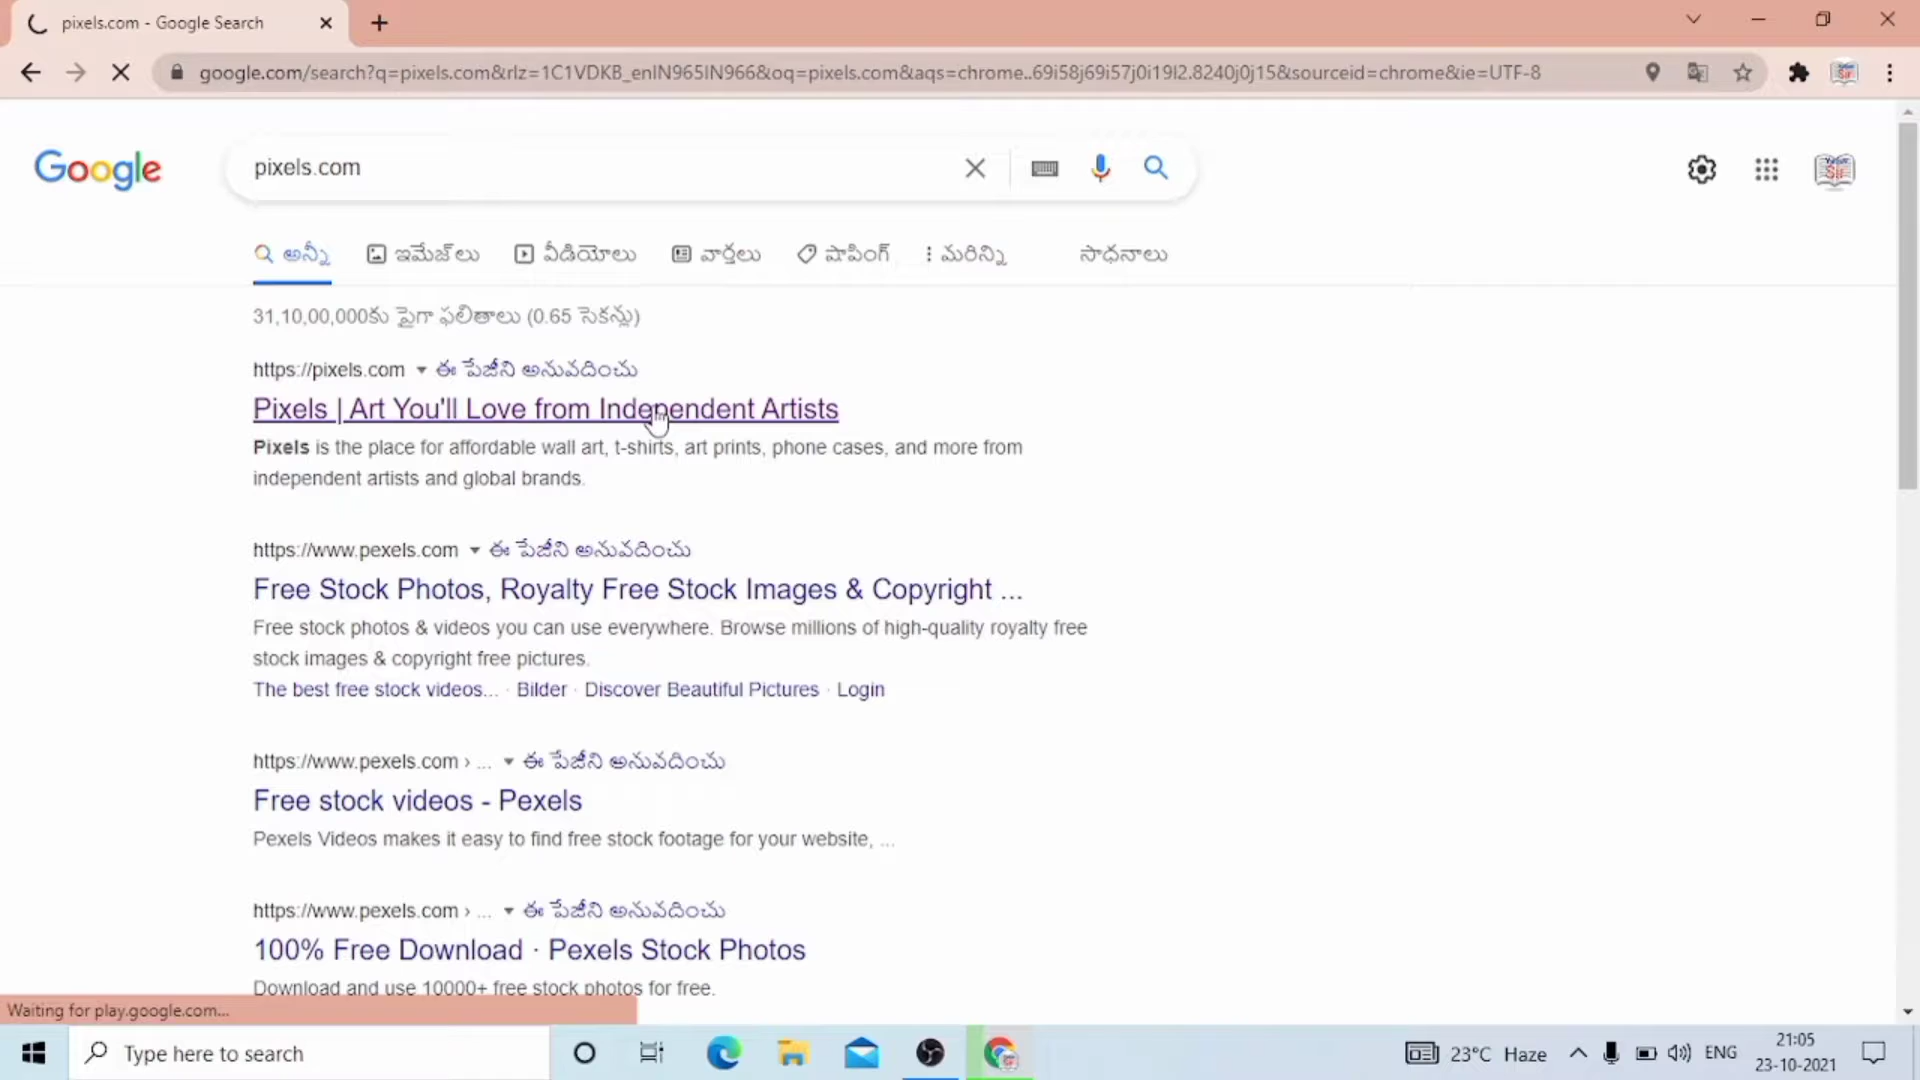 pixels.com - Google Search
google.com/search?q=pixels.com&rlz=1C1VDKB_enIN965IN966&oq=pixels.com&aqs=chrome..69i58j69i57j0i19l2.8240j0j15&sourceid=chrome&ie=UTF-8
Google
pixels.com
అన్నీ ఇమేజ్‌లు వీడియోలు వార్తలు షాపింగ్ మరిన్ని సాధనాలు
31,10,00,000కు పైగా ఫలితాలు (0.65 సెకన్లు)
https://pixels.com ఈ పేజీని అనువదించు
Pixels | Art You'll Love from Independent Artists
Pixels is the place for affordable wall art, t-shirts, art prints, phone cases, and more from
independent artists and global brands.
https://www.pexels.com ఈ పేజీని అనువదించు
Free Stock Photos, Royalty Free Stock Images & Copyright ...
Free stock photos & videos you can use everywhere. Browse millions of high-quality royalty free
stock images & copyright free pictures.
The best free stock videos... · Bilder · Discover Beautiful Pictures · Login
https://www.pexels.com › ... ఈ పేజీని అనువదించు
Free stock videos - Pexels
Pexels Videos makes it easy to find free stock footage for your website, ...
https://www.pexels.com › ... ఈ పేజీని అనువదించు
100% Free Download · Pexels Stock Photos
Download and use 10000+ free stock photos for free.
Waiting for play.google.com...
Type here to search
23°C Haze
ENG
21:05
23-10-2021